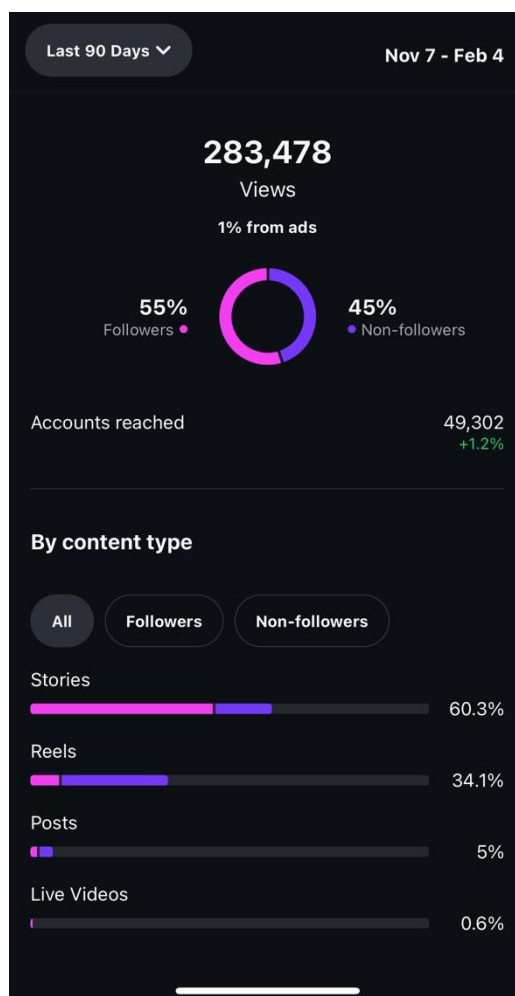 Last 90 Days
Nov 7 - Feb 4
283,478
Views
1% from ads
55%
Followers
45%
Non-followers
Accounts reached
49,302
+1.2%
By content type
All
Followers
Non-followers
Stories
60.3%
Reels
34.1%
Posts
5%
Live Videos
0.6%